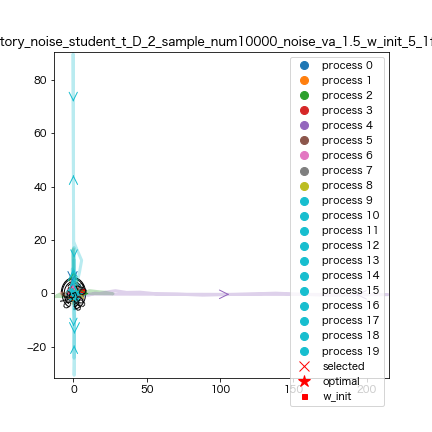 tory_noise_student_t_D_2_sample_num10000_noise_va_1.5_w_init_5_1
80
60
40
20
0
−20
0
50
100
200
process 0
process 1
process 2
process 3
process 4
process 5
process 6
process 7
process 8
process 9
process 10
process 11
process 12
process 13
process 14
process 15
process 16
process 17
process 18
process 19
selected
optimal
w_init